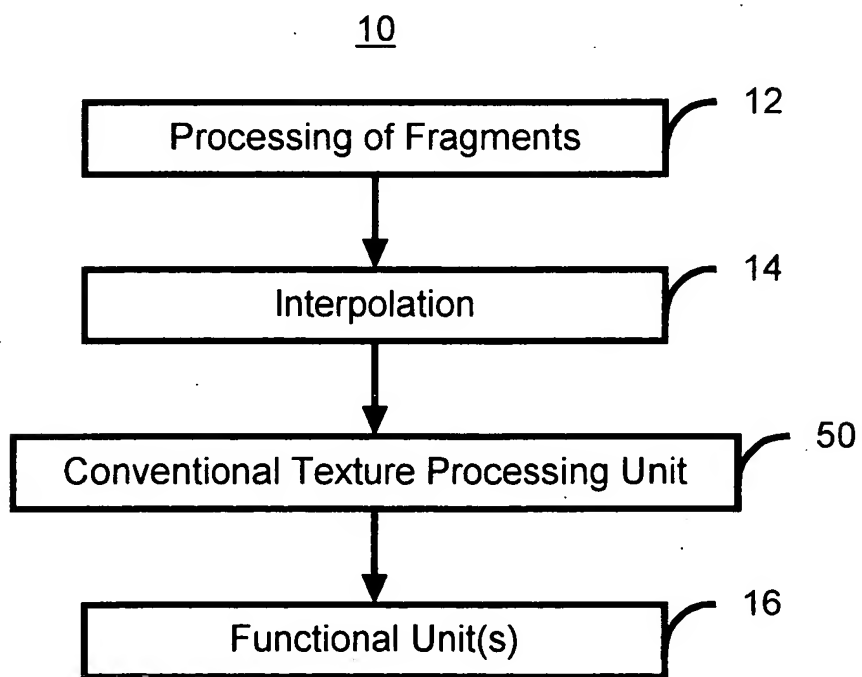 10
Processing of Fragments
12
Interpolation
14
Conventional Texture Processing Unit
50
Functional Unit(s)
16